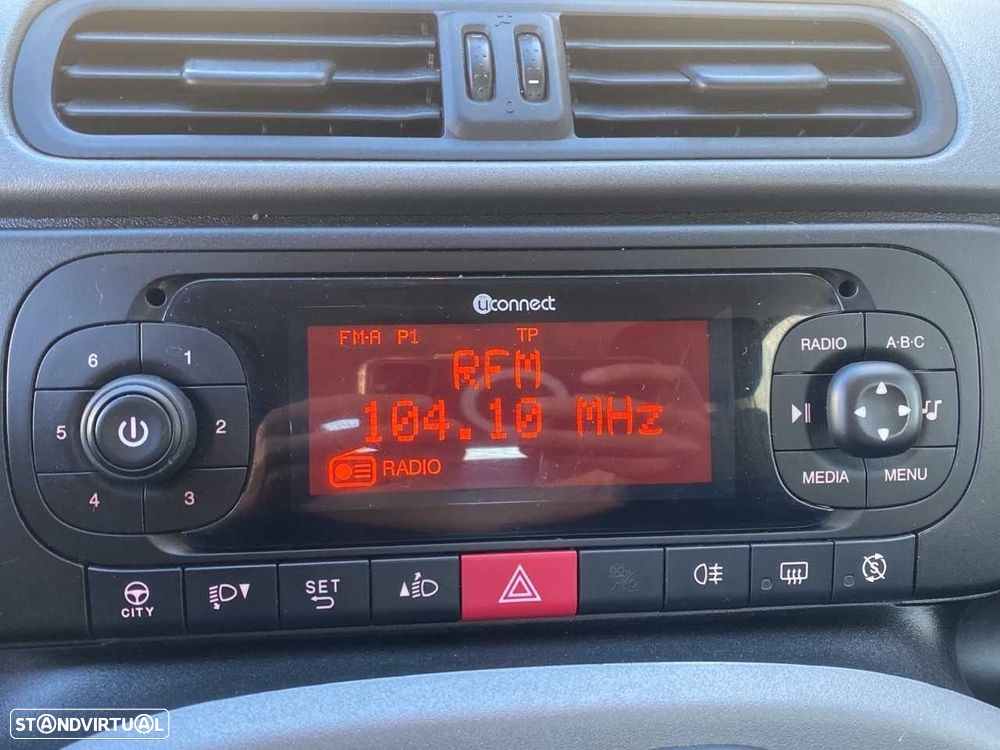 uconnect
FM-A P1 TP
RFM
104.10 MHz
RADIO
6 1
5 2
4 3
RADIO A·B·C
MEDIA MENU
CITY
SET
STANDVIRTUAL